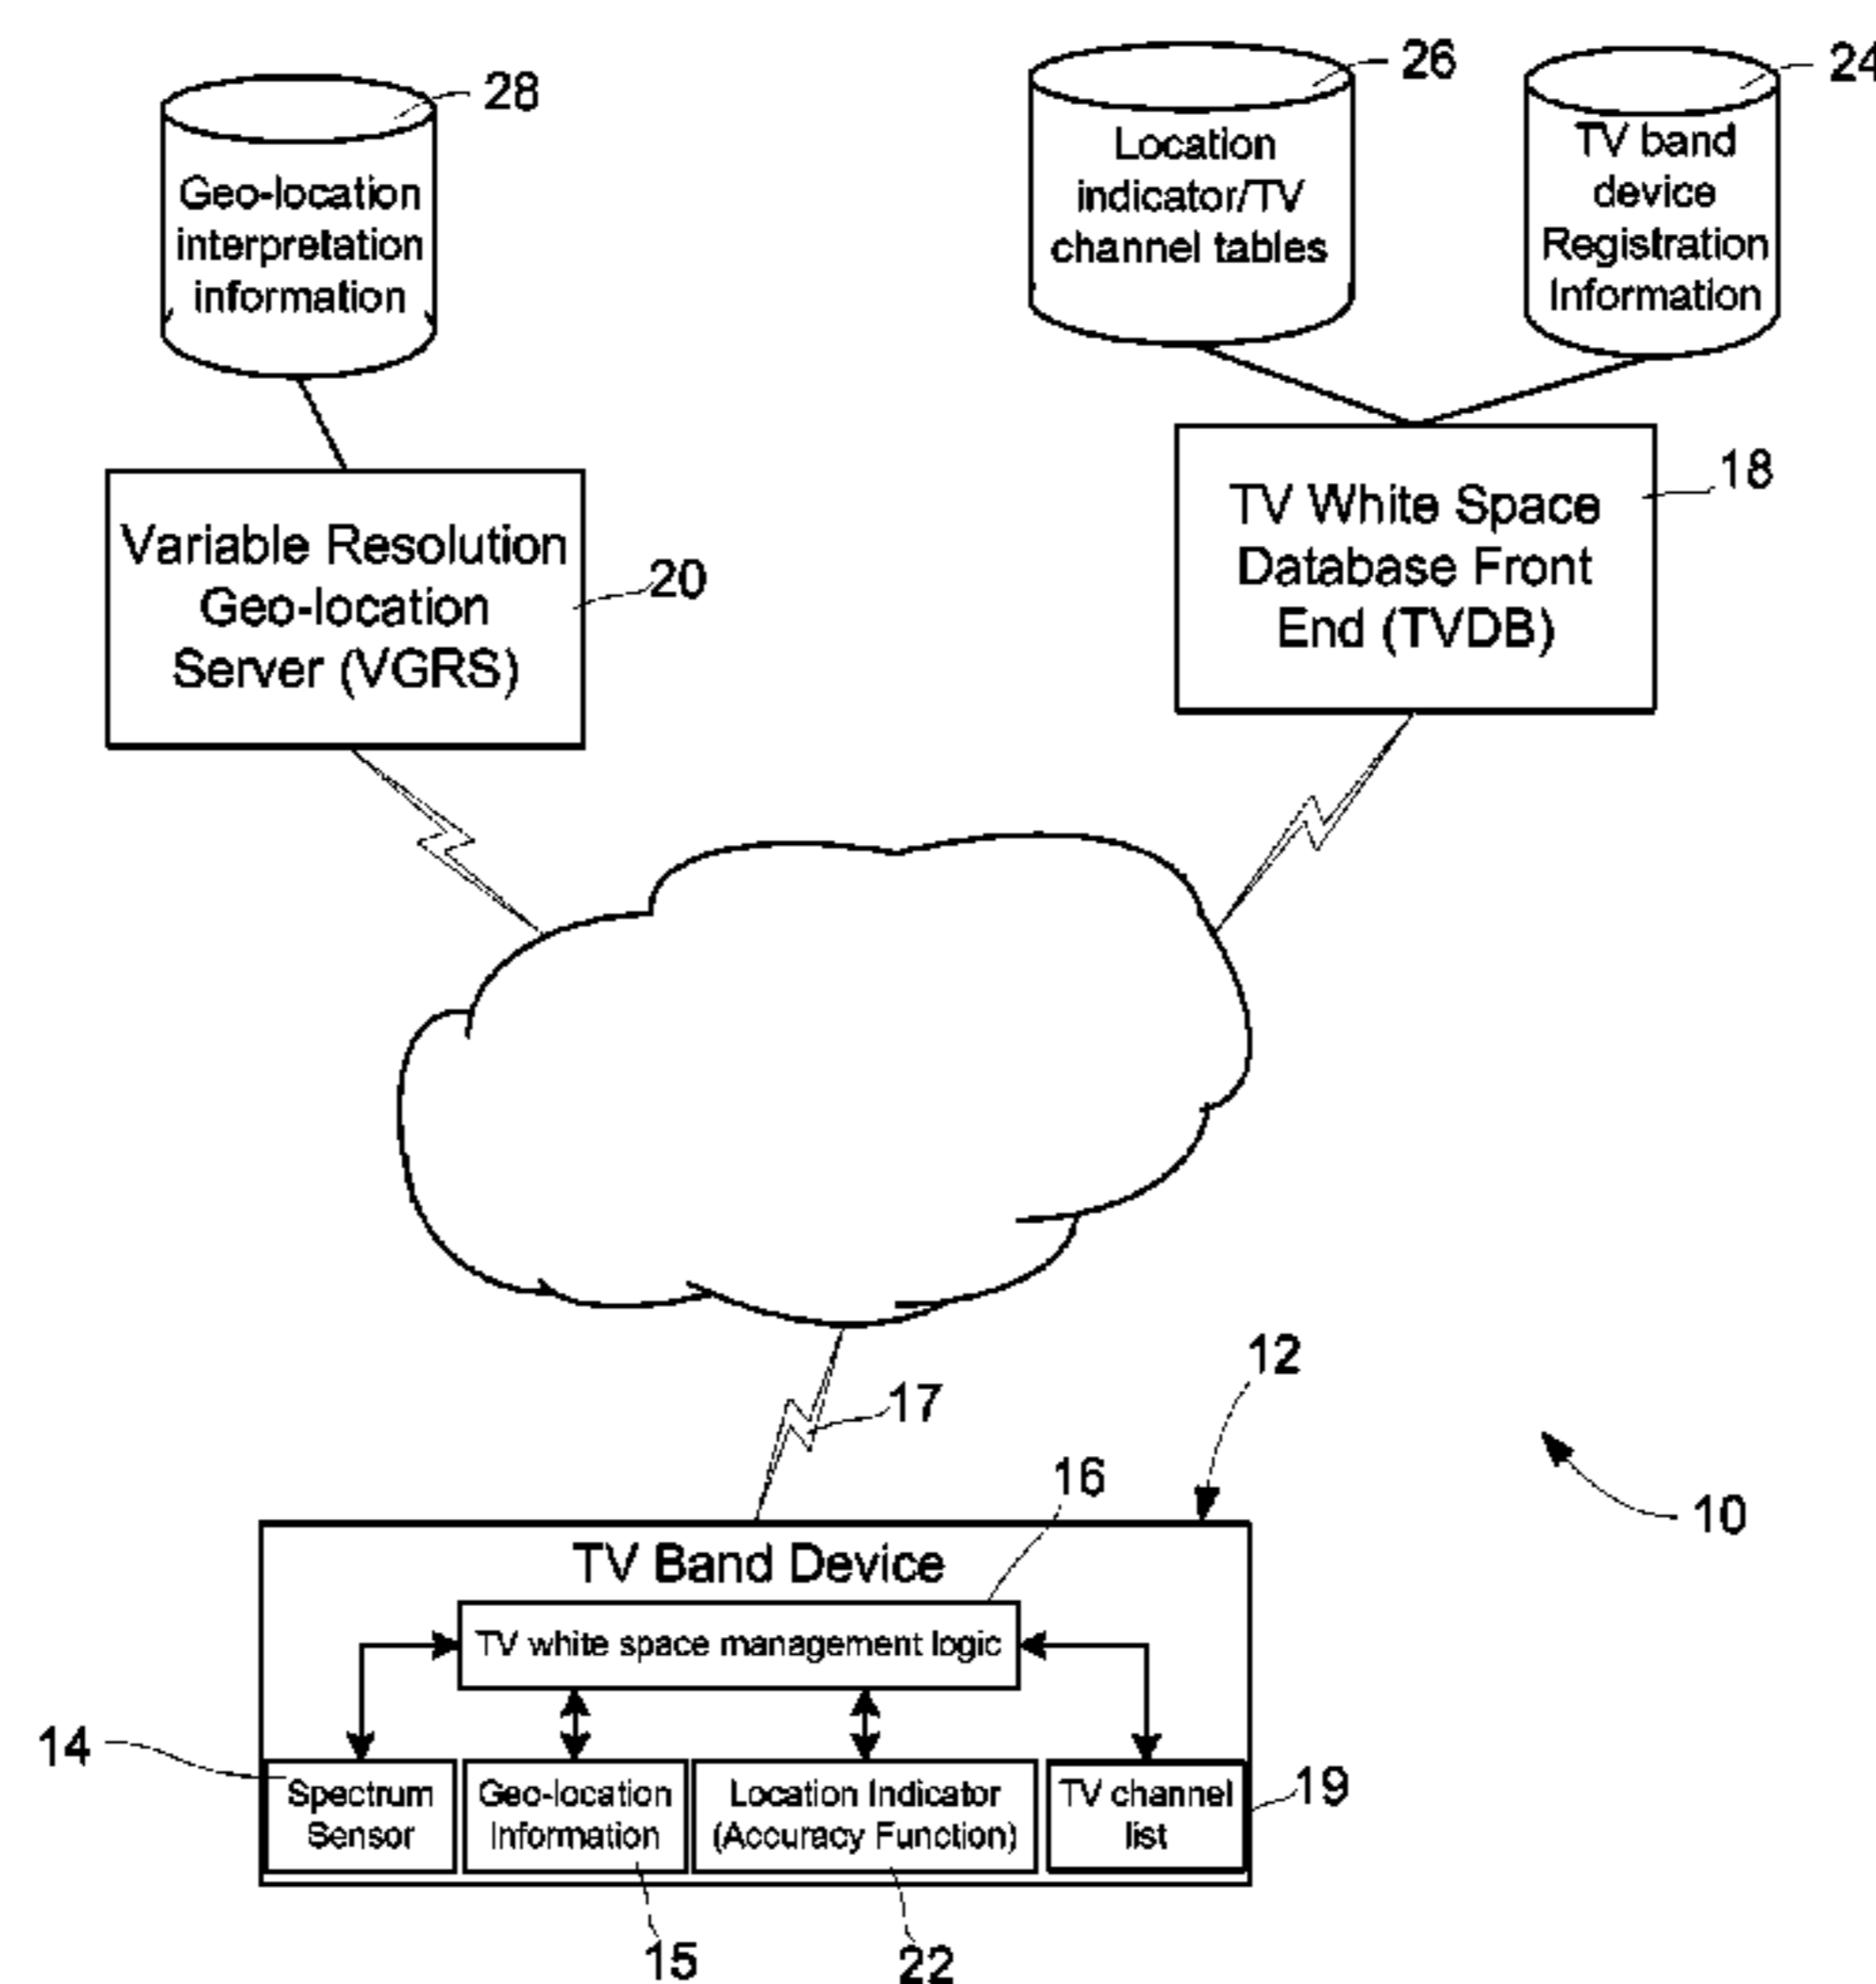 28
Geo-location
interpretation
information
26
Location
indicator/TV
channel tables
24
TV band
device
Registration
Information
Variable Resolution
Geo-location
Server (VGRS)
20
TV White Space
Database Front
End (TVDB)
18
17
12
10
16
TV Band Device
TV white space management logic
14
Spectrum
Sensor
Geo-location
Information
Location Indicator
(Accuracy Function)
TV channel
list
19
15
22